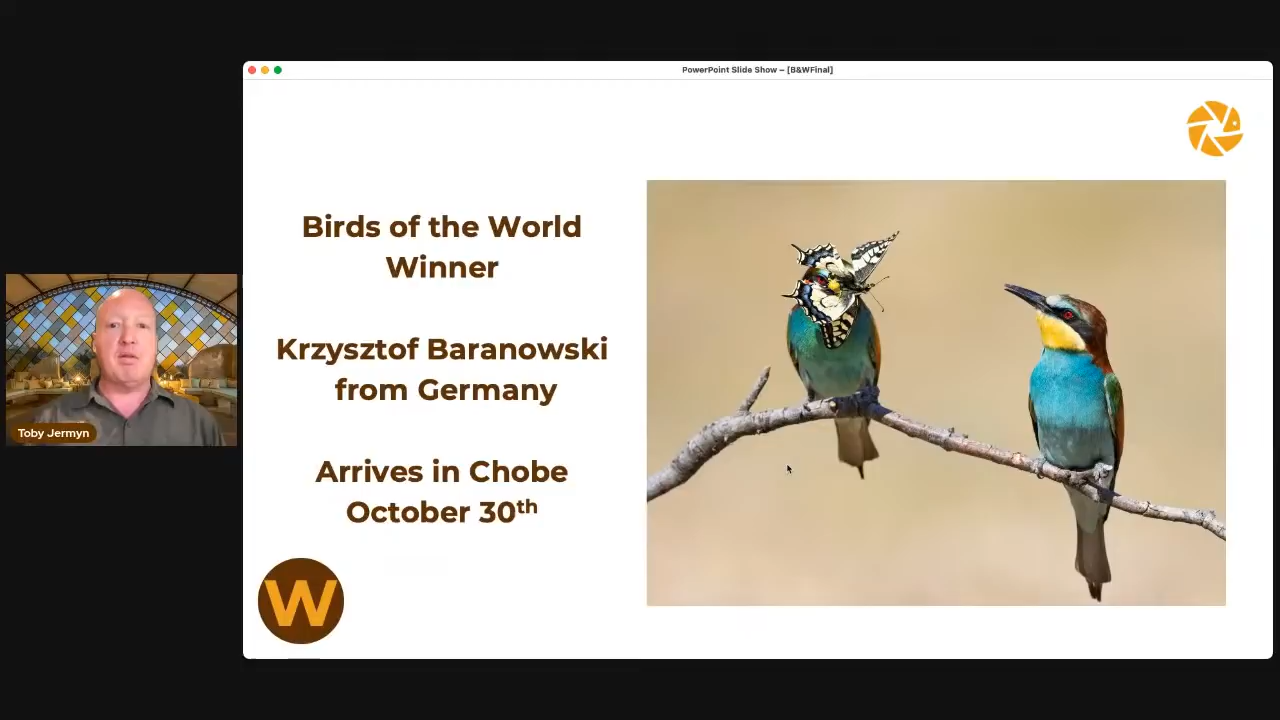 PowerPoint Slide Show – [B&WFinal]
Birds of the World
Winner
Krzysztof Baranowski
from Germany
Arrives in Chobe
October 30th
W
Toby Jermyn